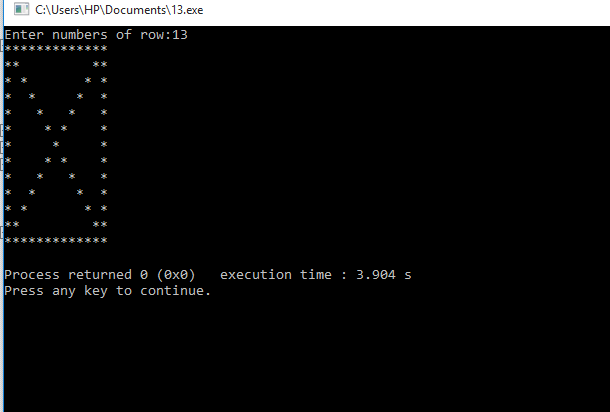 C:\Users\HP\Documents\13.exe
Enter numbers of row:13
*************
**         **
* *       * *
*  *     *  *
*   *   *   *
*    * *    *
*     *     *
*    * *    *
*   *   *   *
*  *     *  *
* *       * *
**         **
*************
Process returned 0 (0x0)   execution time : 3.904 s
Press any key to continue.